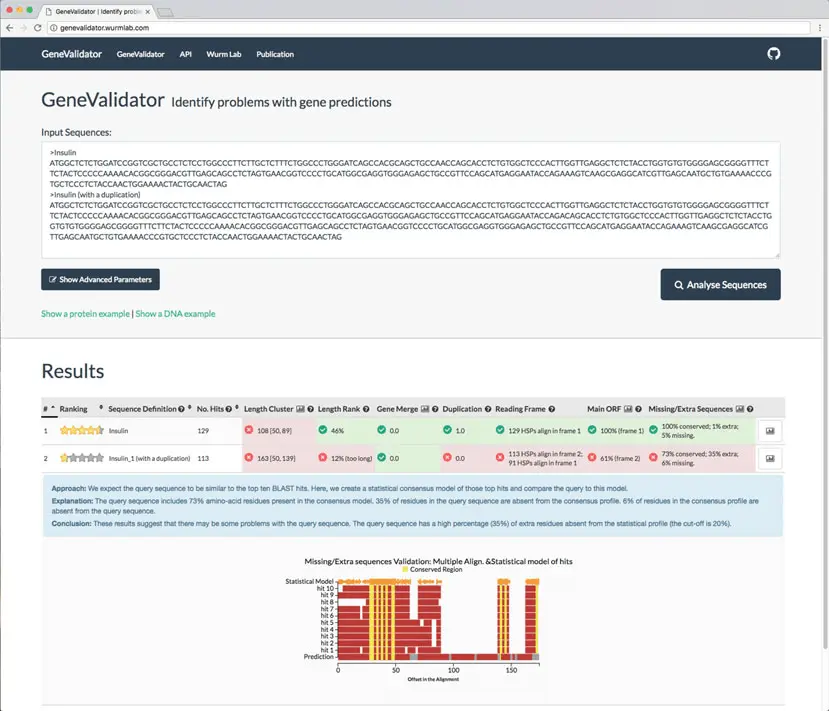 GeneValidator | Identify proble
genevalidator.wurmlab.com
GeneValidator GeneValidator API Wurm Lab Publication
GeneValidator Identify problems with gene predictions
Input Sequences:
>Insulin
ATGGCTCTCTGGATCCGGTCGCTGCCTCTCCTGGCCCTTCTTGCTCTTTCTGGCCCTGGGATCAGCCACGCAGCTGCCAACCAGCACCTCTGTGGCTCCCACTTGGTTGAGGCTCTCTACCTGGTGTGTGGGGAGCGGGGTTTCT
TCTACTCCCCCAAAACACGGCGGGACGTTGAGCAGCCTCTAGTGAACGGTCCCCTGCATGGCGAGGTGGGAGAGCTGCCGTTCCAGCATGAGGAATACCAGAAAGTCAAGCGAGGCATCGTTGAGCAATGCTGTGAAAACCCG
TGCTCCCTCTACCAACTGGAAAACTACTGCAACTAG
>Insulin (with a duplication)
ATGGCTCTCTGGATCCGGTCGCTGCCTCTCCTGGCCCTTCTTGCTCTTTCTGGCCCTGGGATCAGCCACGCAGCTGCCAACCAGCACCTCTGTGGCTCCCACTTGGTTGAGGCTCTCTACCTGGTGTGTGGGGAGCGGGGTTTCT
TCTACTCCCCCAAAACACGGCGGGACGTTGAGCAGCCTCTAGTGAACGGTCCCCTGCATGGCGAGGTGGGAGAGCTGCCGTTCCAGCATGAGGAATACCAGACAGCACCTCTGTGGCTCCCACTTGGTTGAGGCTCTCTACCTG
GTGTGTGGGGAGCGGGGTTTCTTCTACTCCCCCAAAACACGGCGGGACGTTGAGCAGCCTCTAGTGAACGGTCCCCTGCATGGCGAGGTGGGAGAGCTGCCGTTCCAGCATGAGGAATACCAGAAAGTCAAGCGAGGCATCG
TTGAGCAATGCTGTGAAAACCCGTGCTCCCTCTACCAACTGGAAAACTACTGCAACTAG
Show Advanced Parameters
Analyse Sequences
Show a protein example | Show a DNA example
Results
# Ranking Sequence Definition No. Hits Length Cluster Length Rank Gene Merge Duplication Reading Frame Main ORF Missing/Extra Sequences
1 Insulin 129 108 [50, 89] 46% 0.0 1.0 129 HSPs align in frame 1 100% (frame 1) 100% conserved; 1% extra;
5% missing.
2 Insulin_1 (with a duplication) 113 163 [50, 139] 12% (too long) 0.0 0.0 113 HSPs align in frame 2;
91 HSPs align in frame 1 61% (frame 2) 73% conserved; 35% extra;
6% missing.
Approach: We expect the query sequence to be similar to the top ten BLAST hits. Here, we create a statistical consensus model of those top hits and compare the query to this model.
Explanation: The query sequence includes 73% amino-acid residues present in the consensus model. 35% of residues in the query sequence are absent from the consensus profile. 6% of residues in the consensus profile are
absent from the query sequence.
Conclusion: These results suggest that there may be some problems with the query sequence. The query sequence has a high percentage (35%) of extra residues absent from the statistical profile (the cut-off is 20%).
Missing/Extra sequences Validation: Multiple Align. &Statistical model of hits
Conserved Region
Statistical Model
hit 10
hit 9
hit 8
hit 7
hit 6
hit 5
hit 4
hit 3
hit 2
hit 1
Prediction
0 50 100 150
Offset in the Alignment